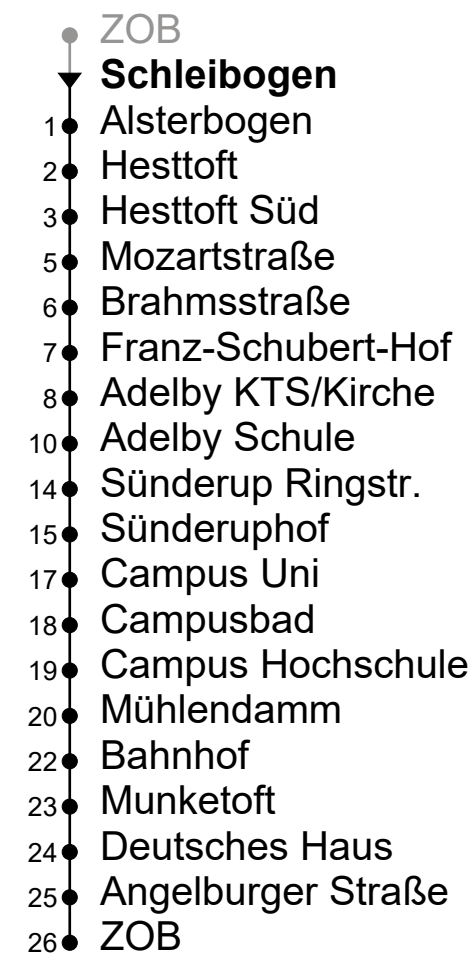 ZOB
Schleibogen
1 Alsterbogen
2 Hesttoft
3 Hesttoft Süd
5 Mozartstraße
6 Brahmsstraße
7 Franz-Schubert-Hof
8 Adelby KTS/Kirche
10 Adelby Schule
14 Sünderup Ringstr.
15 Sünderuphof
17 Campus Uni
18 Campusbad
19 Campus Hochschule
20 Mühlendamm
22 Bahnhof
23 Munketoft
24 Deutsches Haus
25 Angelburger Straße
26 ZOB